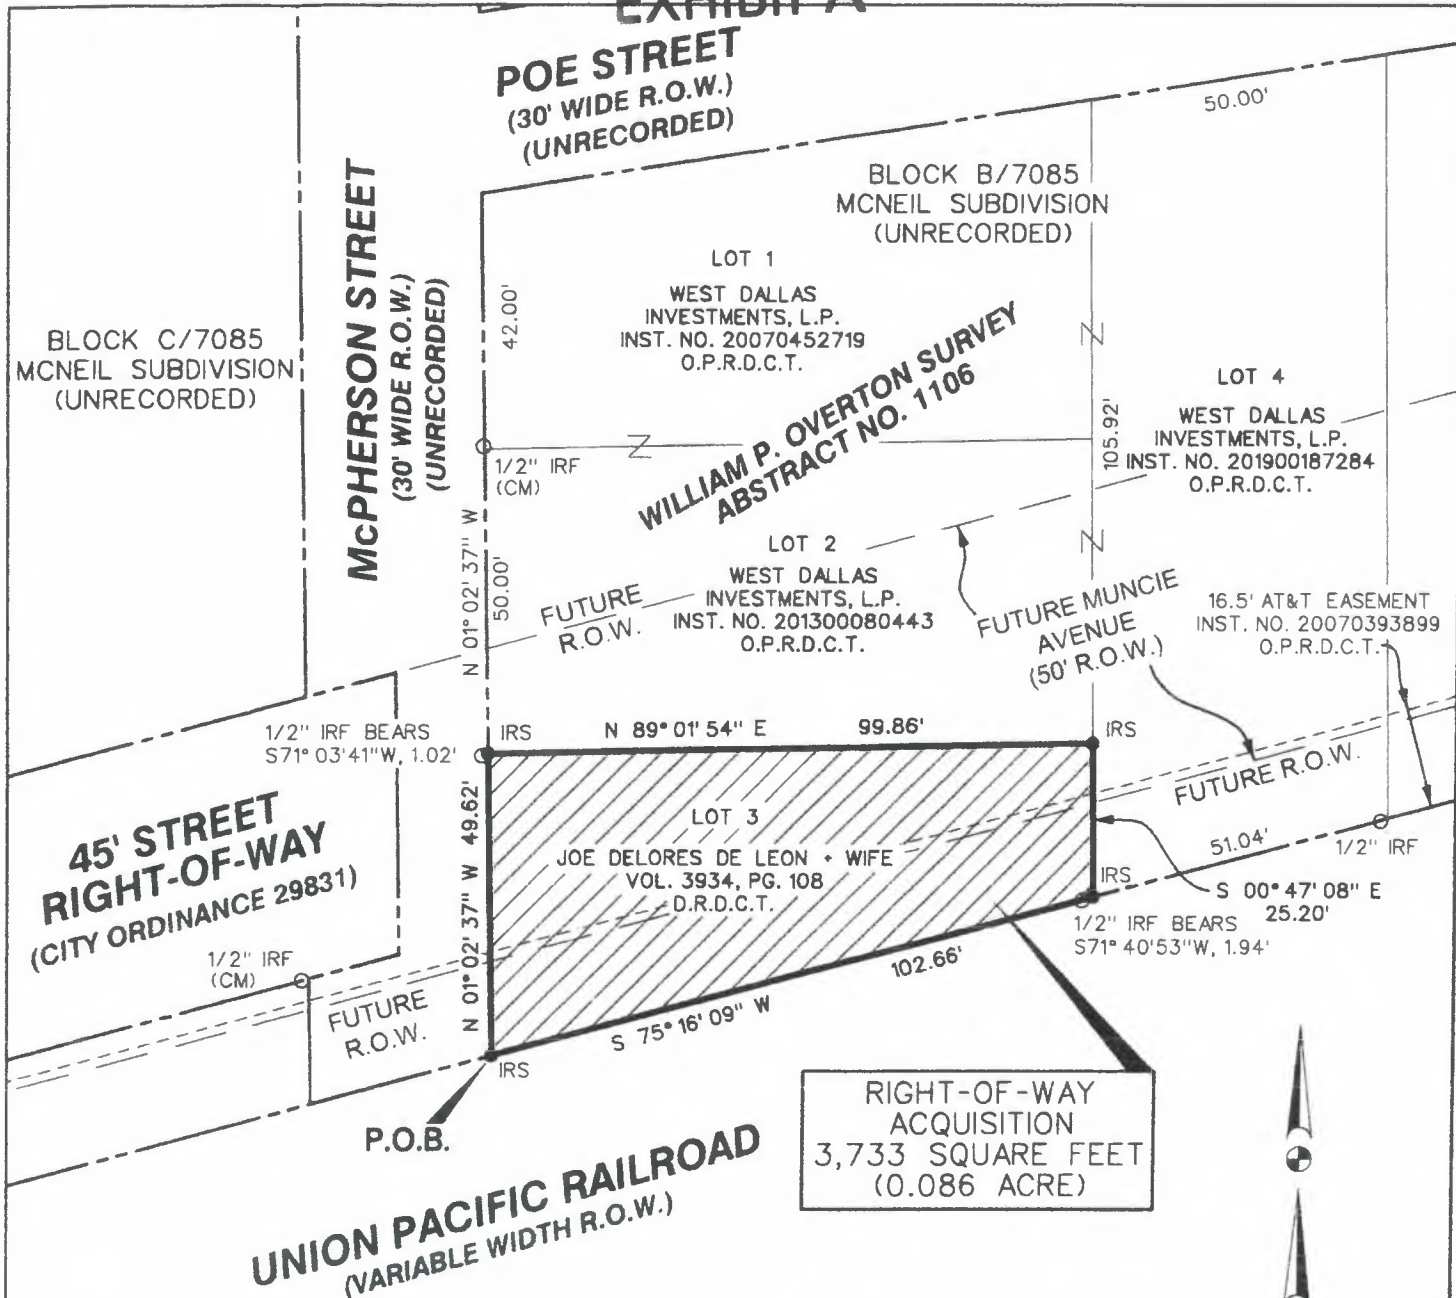 EXHIBIT A
POE STREET
(30' WIDE R.O.W.)
(UNRECORDED)
50.00'
BLOCK B/7085
MCNEIL SUBDIVISION
(UNRECORDED)
McPHERSON STREET
(30' WIDE R.O.W.)
(UNRECORDED)
42.00'
LOT 1
WEST DALLAS
INVESTMENTS, L.P.
INST. NO. 20070452719
O.P.R.D.C.T.
BLOCK C/7085
MCNEIL SUBDIVISION
(UNRECORDED)
WILLIAM P. OVERTON SURVEY
ABSTRACT NO. 1106
LOT 4
WEST DALLAS
INVESTMENTS, L.P.
INST. NO. 201900187284
O.P.R.D.C.T.
105.92'
1/2" IRF
(CM)
N 01° 02' 37" W
50.00'
LOT 2
WEST DALLAS
INVESTMENTS, L.P.
INST. NO. 201300080443
O.P.R.D.C.T.
FUTURE
R.O.W.
FUTURE MUNCIE
AVENUE
(50' R.O.W.)
16.5' AT&T EASEMENT
INST. NO. 20070393899
O.P.R.D.C.T.
1/2" IRF BEARS
S71° 03'41"W, 1.02'
IRS
N 89° 01' 54" E
99.86'
IRS
FUTURE R.O.W.
45' STREET
RIGHT-OF-WAY
(CITY ORDINANCE 29831)
N 01° 02' 37" W 49.62'
LOT 3
JOE DELORES DE LEON + WIFE
VOL. 3934, PG. 108
D.R.D.C.T.
51.04'
1/2" IRF
IRS
S 00° 47' 08" E
25.20'
1/2" IRF BEARS
S71° 40'53"W, 1.94'
1/2" IRF
(CM)
FUTURE
R.O.W.
S 75° 16' 09" W
102.66'
IRS
P.O.B.
RIGHT-OF-WAY
ACQUISITION
3,733 SQUARE FEET
(0.086 ACRE)
UNION PACIFIC RAILROAD
(VARIABLE WIDTH R.O.W.)